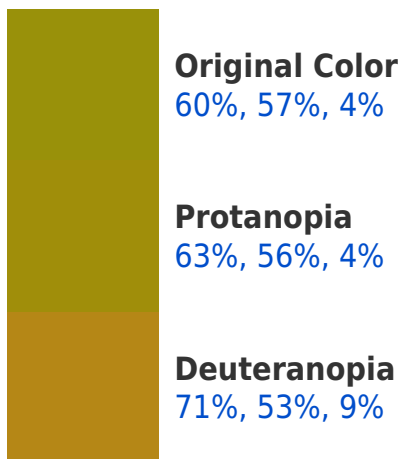 Original Color
60%, 57%, 4%
Protanopia
63%, 56%, 4%
Deuteranopia
71%, 53%, 9%